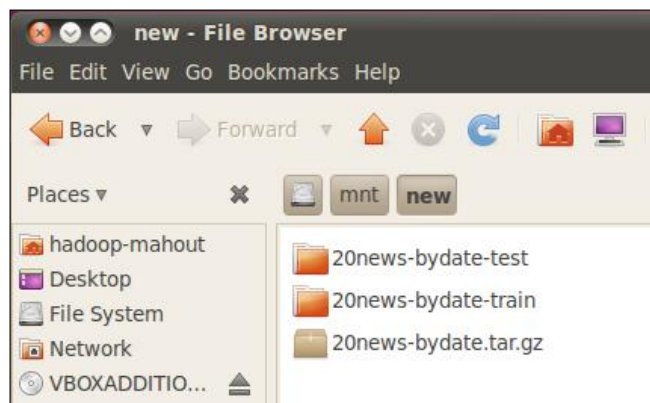 new - File Browser
File Edit View Go Bookmarks Help
Back Forward
Places
mnt new
hadoop-mahout
Desktop
File System
Network
VBOXADDITIO...
20news-bydate-test
20news-bydate-train
20news-bydate.tar.gz